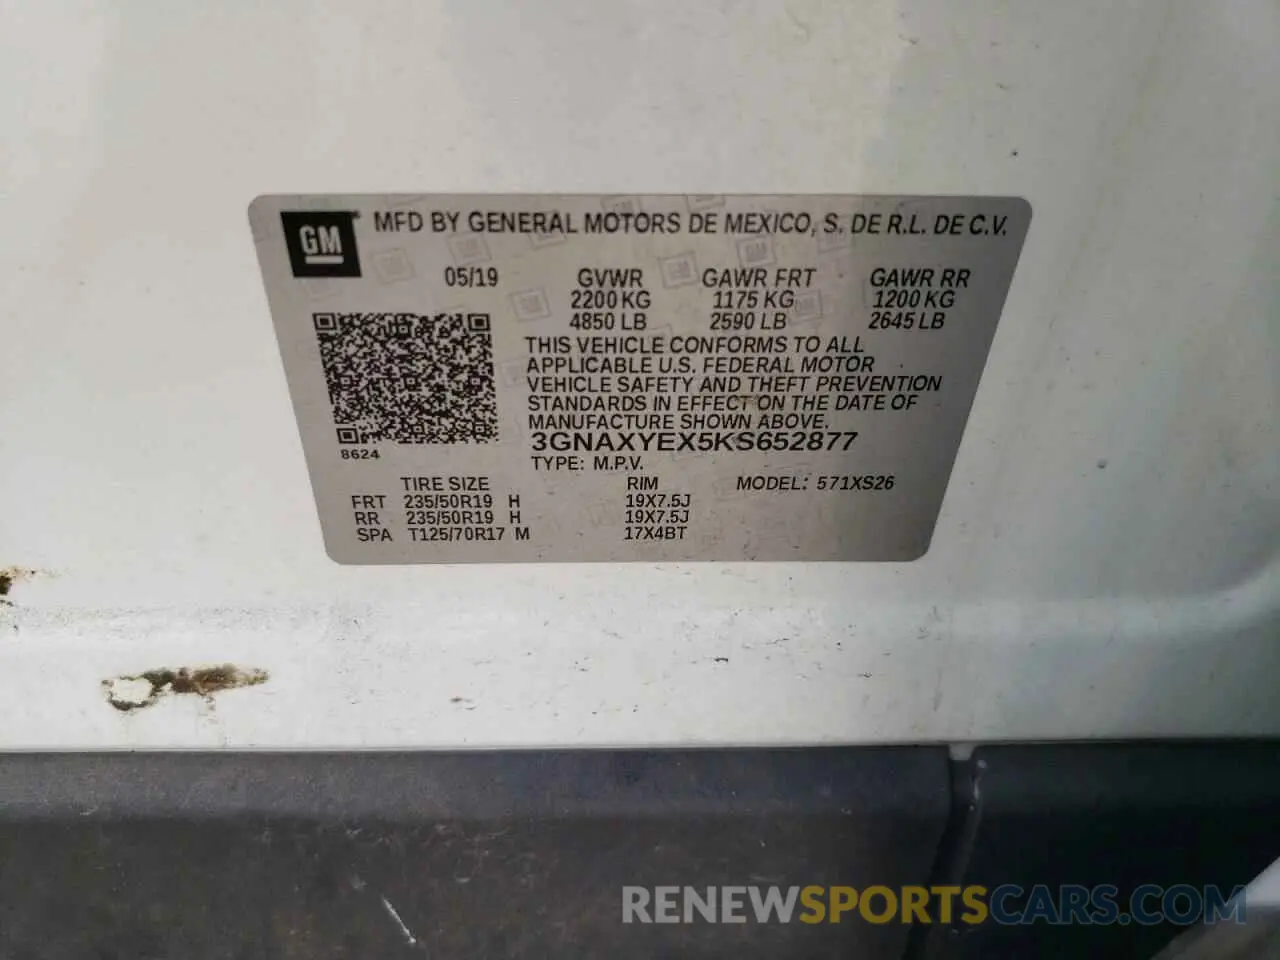 GM ® MFD BY GENERAL MOTORS DE MEXICO, S. DE R.L. DE C.V.
05/19 GVWR GAWR FRT GAWR RR
2200 KG 1175 KG 1200 KG
4850 LB 2590 LB 2645 LB
THIS VEHICLE CONFORMS TO ALL
APPLICABLE U.S. FEDERAL MOTOR
VEHICLE SAFETY AND THEFT PREVENTION
STANDARDS IN EFFECT ON THE DATE OF
MANUFACTURE SHOWN ABOVE.
8624 3GNAXYEX5KS652877
TYPE: M.P.V.
TIRE SIZE RIM MODEL: 571XS26
FRT 235/50R19 H 19X7.5J
RR 235/50R19 H 19X7.5J
SPA T125/70R17 M 17X4BT
RENEWSPORTSCARS.COM